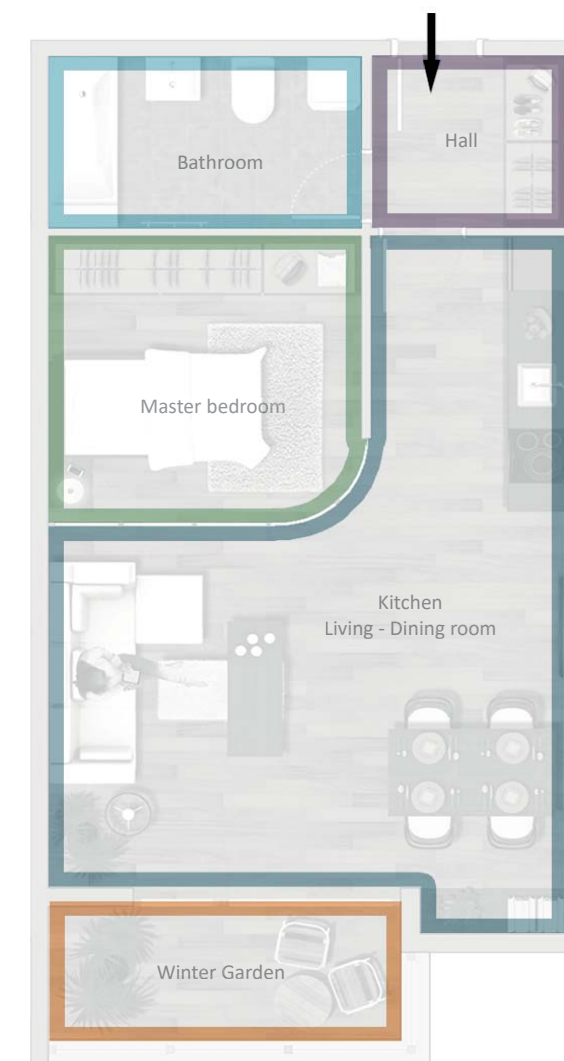 Hall
Bathroom
Master bedroom
Kitchen
Living - Dining room
Winter Garden